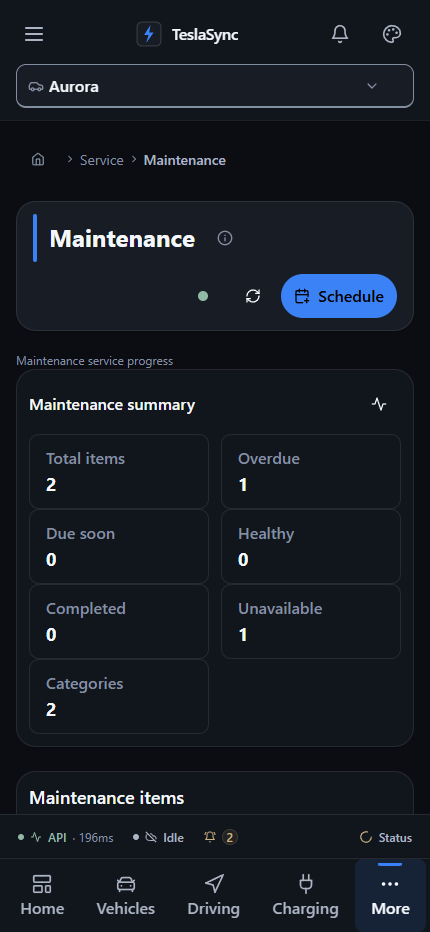 TeslaSync
Aurora
Service Maintenance
Maintenance
Schedule
Maintenance service progress
Maintenance summary
Total items
2
Overdue
1
Due soon
0
Healthy
0
Completed
0
Unavailable
1
Categories
2
Maintenance items
API · 196ms Idle 2 Status
Home Vehicles Driving Charging More